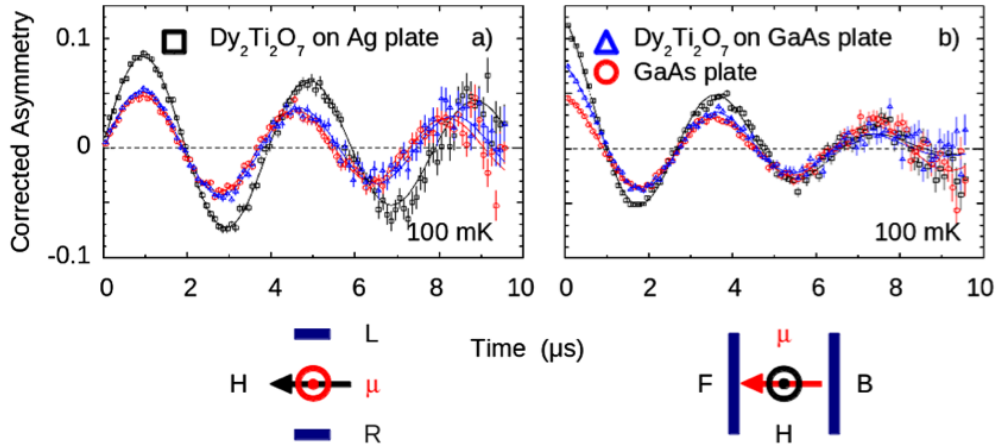 Dy2Ti2O7 on Ag plate
a)
Dy2Ti2O7 on GaAs plate
b)
GaAs plate
Corrected Asymmetry
0.1
0
-0.1
100 mK
100 mK
0 2 4 6 8 10
0 2 4 6 8 10
Time (μs)
L
H
μ
R
μ
F
B
H